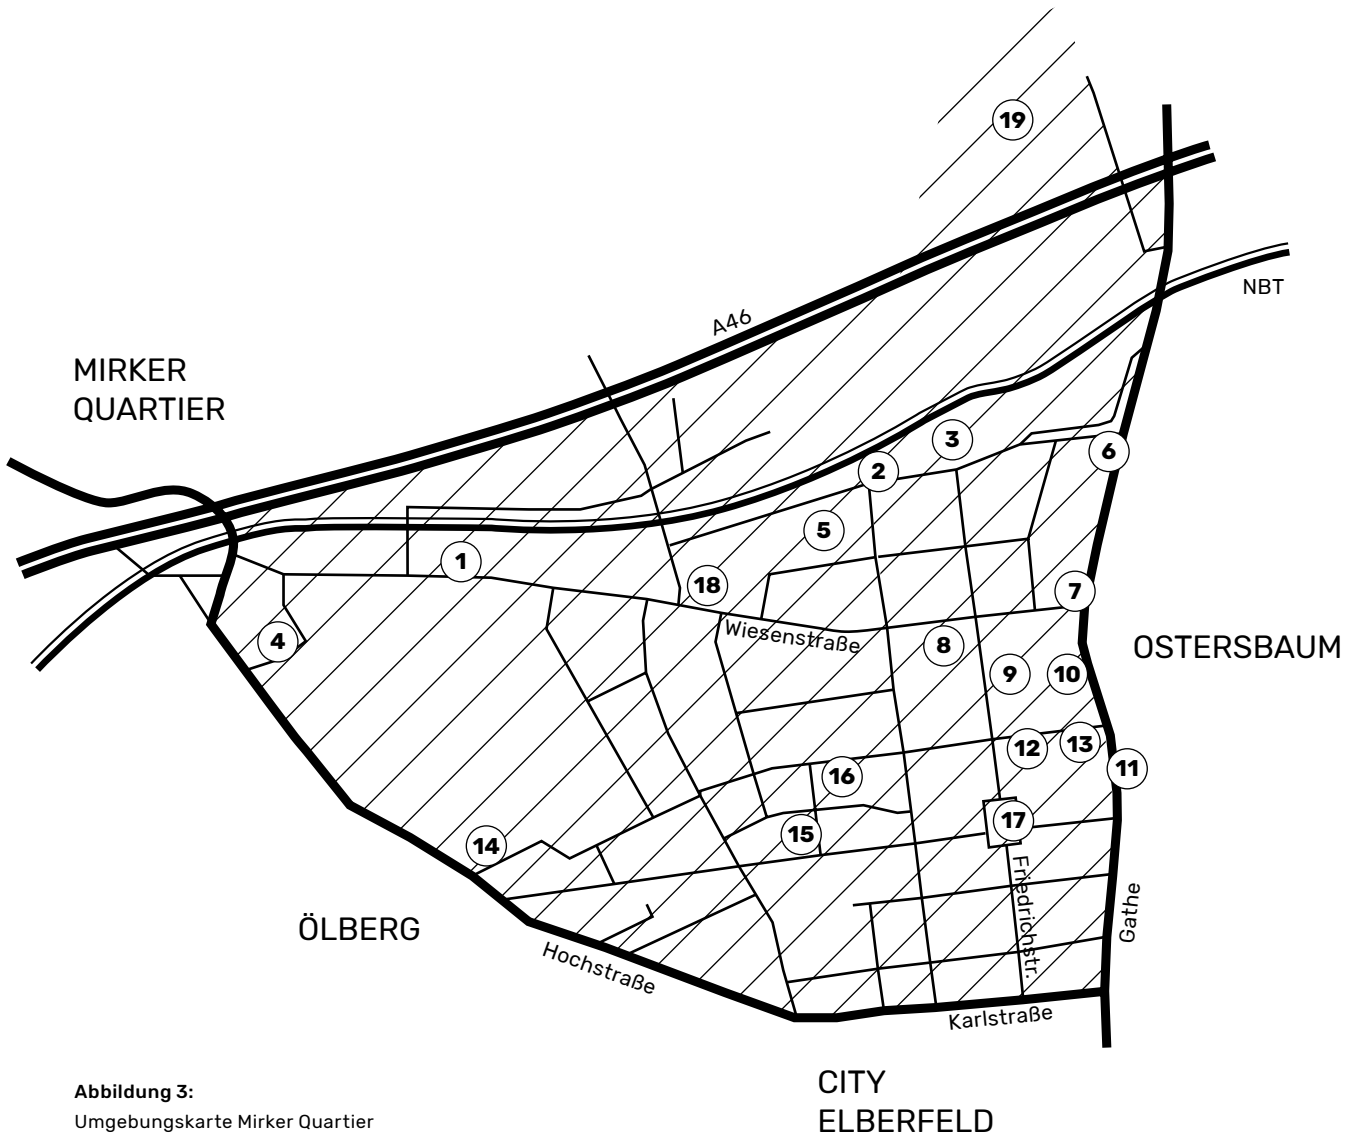 19
A46
NBT
MIRKER
QUARTIER
3
6
2
5
1
18
7
Wiesenstraße
4
8
OSTERSBAUM
9
10
12
13
11
16
17
15
14
Friedrichstr.
Gathe
ÖLBERG
Hochstraße
Karlstraße
CITY
ELBERFELD
Abbildung 3:
Umgebungskarte Mirker Quartier